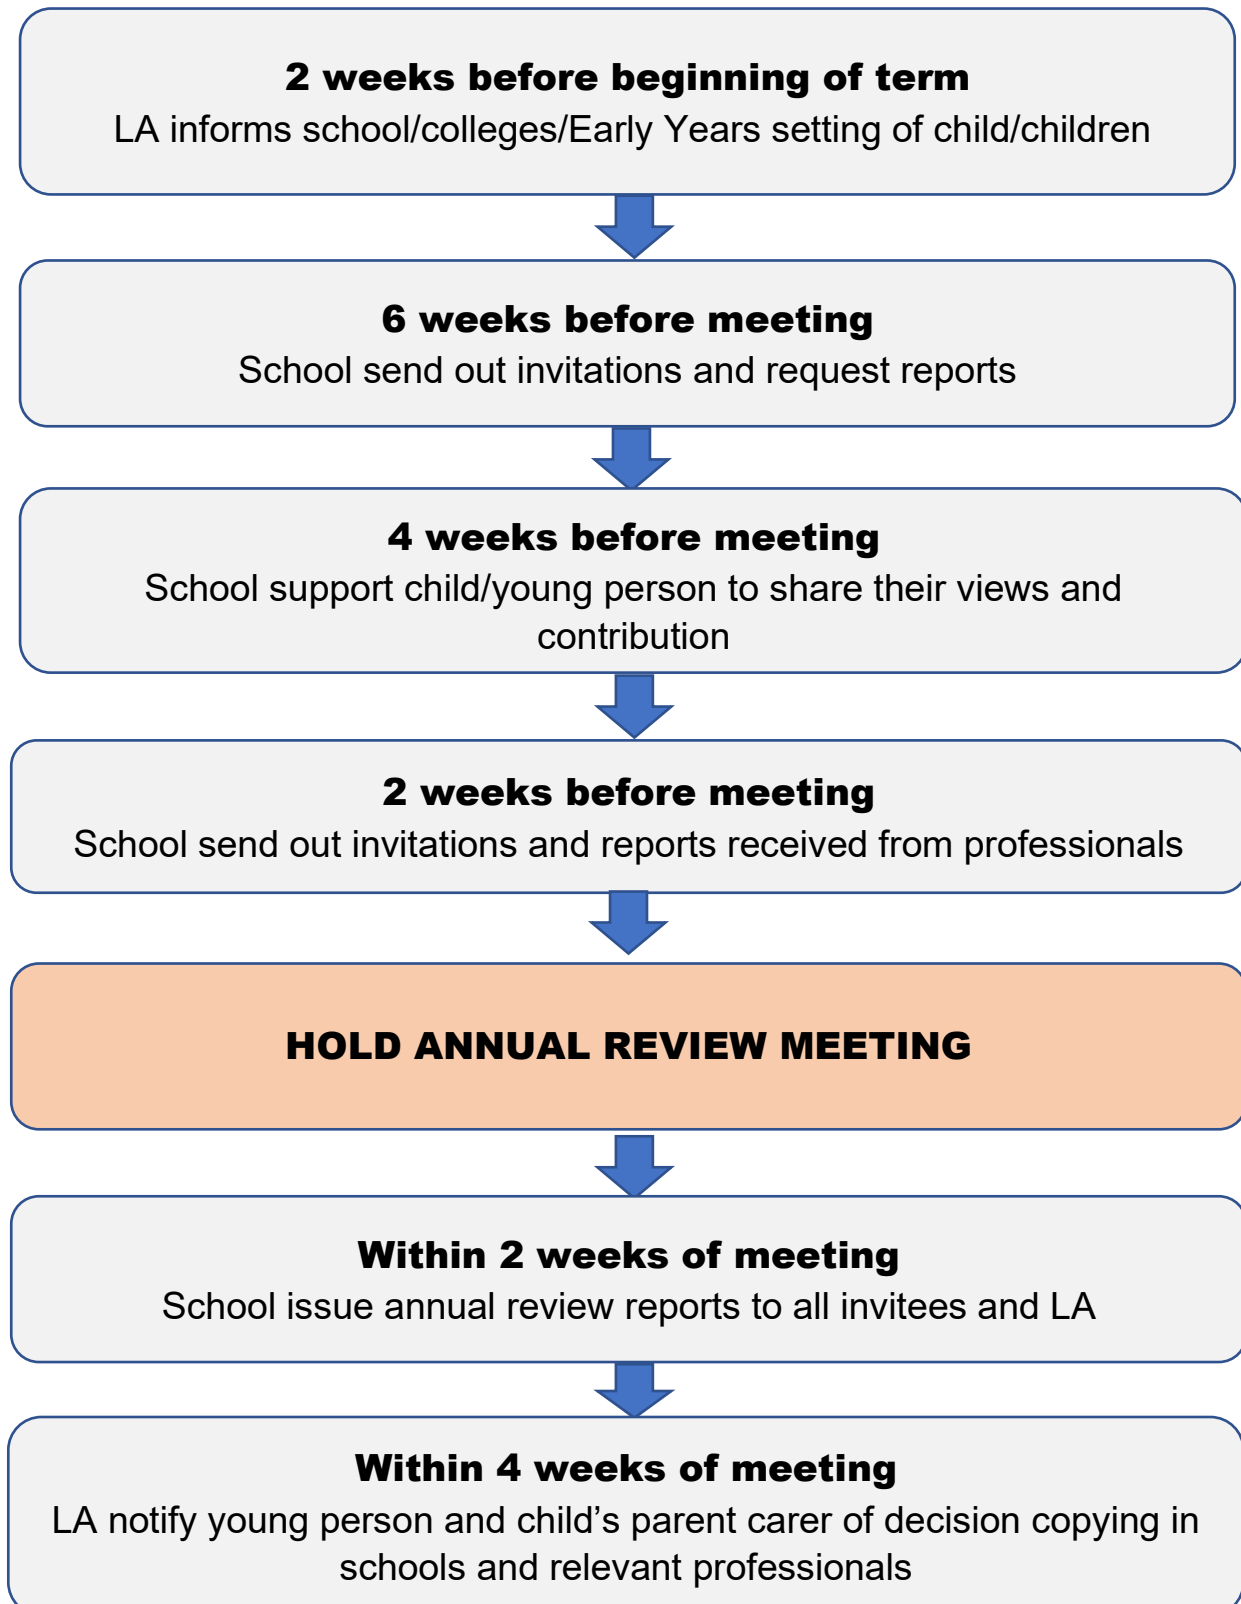 2 weeks before beginning of term
LA informs school/colleges/Early Years setting of child/children
6 weeks before meeting
School send out invitations and request reports
4 weeks before meeting
School support child/young person to share their views and
contribution
2 weeks before meeting
School send out invitations and reports received from professionals
HOLD ANNUAL REVIEW MEETING
Within 2 weeks of meeting
School issue annual review reports to all invitees and LA
Within 4 weeks of meeting
LA notify young person and child’s parent carer of decision copying in
schools and relevant professionals